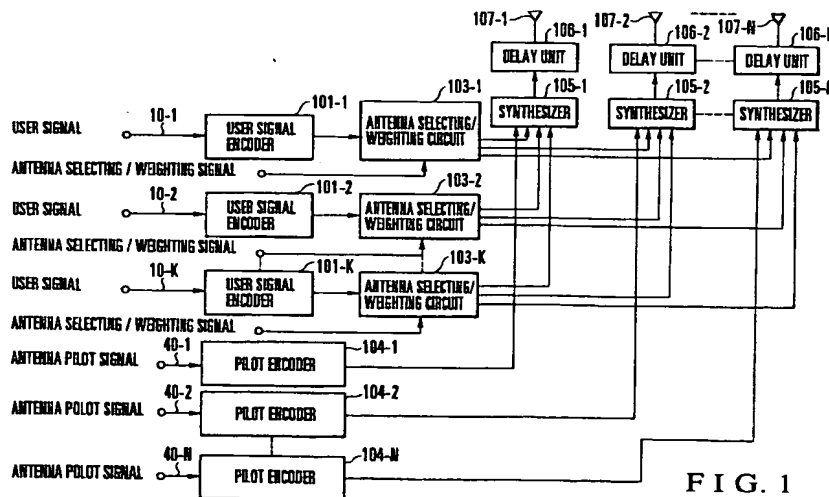 107-1
107-2
107-N
106-1
106-2
DELAY UNIT
DELAY UNIT
DELAY UNIT
105-1
105-2
SYNTHESIZER
SYNTHESIZER
SYNTHESIZER
USER SIGNAL
10-1
101-1
USER SIGNAL
ENCODER
103-1
ANTENNA SELECTING/
WEIGHTING CIRCUIT
ANTENNA SELECTING / WEIGHTING SIGNAL
USER SIGNAL
10-2
101-2
USER SIGNAL
ENCODER
103-2
ANTENNA SELECTING/
WEIGHTING CIRCUIT
ANTENNA SELECTING / WEIGHTING SIGNAL
USER SIGNAL
10-K
101-K
USER SIGNAL
ENCODER
103-K
ANTENNA SELECTING/
WEIGHTING CIRCUIT
ANTENNA SELECTING / WEIGHTING SIGNAL
ANTENNA PILOT SIGNAL
40-1
104-1
PILOT ENCODER
ANTENNA POLOT SIGNAL
40-2
104-2
PILOT ENCODER
ANTENNA POLOT SIGNAL
40-N
104-N
PILOT ENCODER
FIG. 1